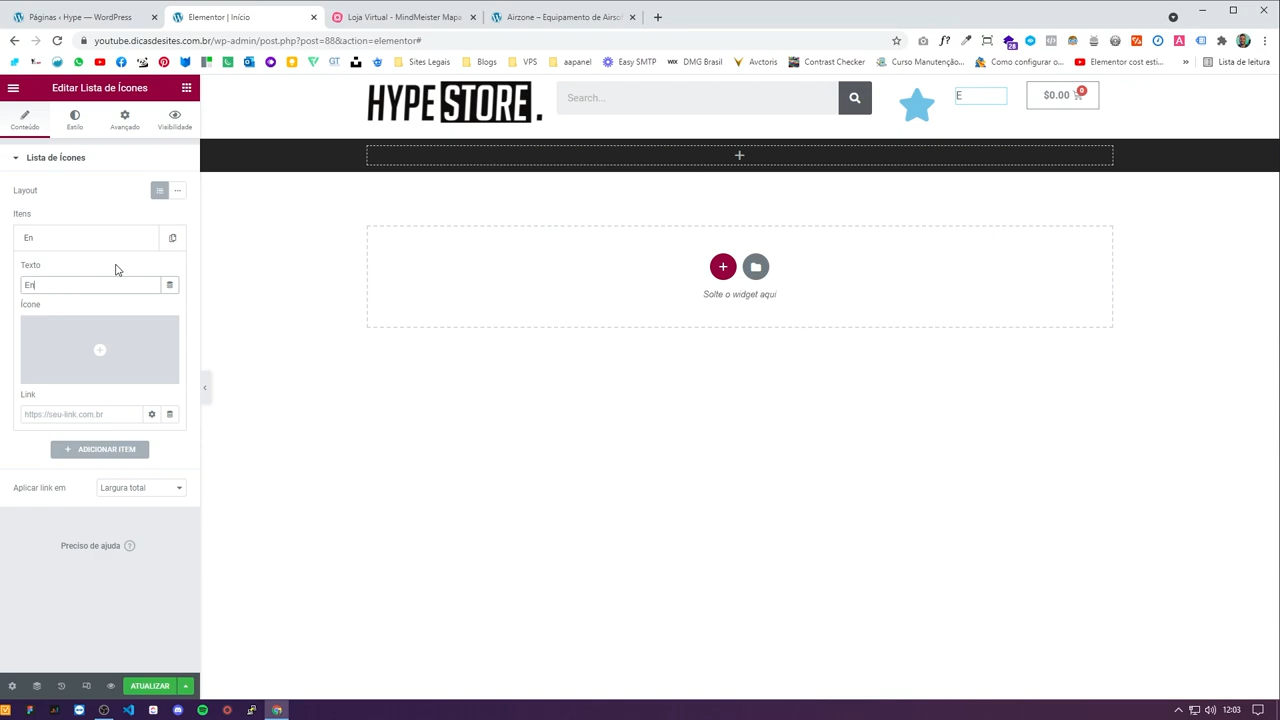 Páginas ‹ Hype — WordPress
Elementor | Início
Loja Virtual - MindMeister Mapa
Airzone – Equipamento de Airsof
youtube.dicasdesites.com.br/wp-admin/post.php?post=88&action=elementor#
28
Sites Legais
Blogs
VPS
aapanel
Easy SMTP
DMG Brasil
Avctoris
Contrast Checker
Curso Manutenção...
Como configurar o...
Elementor cost esti...
Lista de leitura
Editar Lista de Ícones
Conteúdo
Estilo
Avançado
Visibilidade
HYPE STORE.
Search...
E
$0.00
0
Lista de Ícones
Layout
Itens
En
Texto
En
Ícone
Link
https://seu-link.com.br
ADICIONAR ITEM
Aplicar link em
Largura total
Preciso de ajuda
Solte o widget aqui
ATUALIZAR
12:03